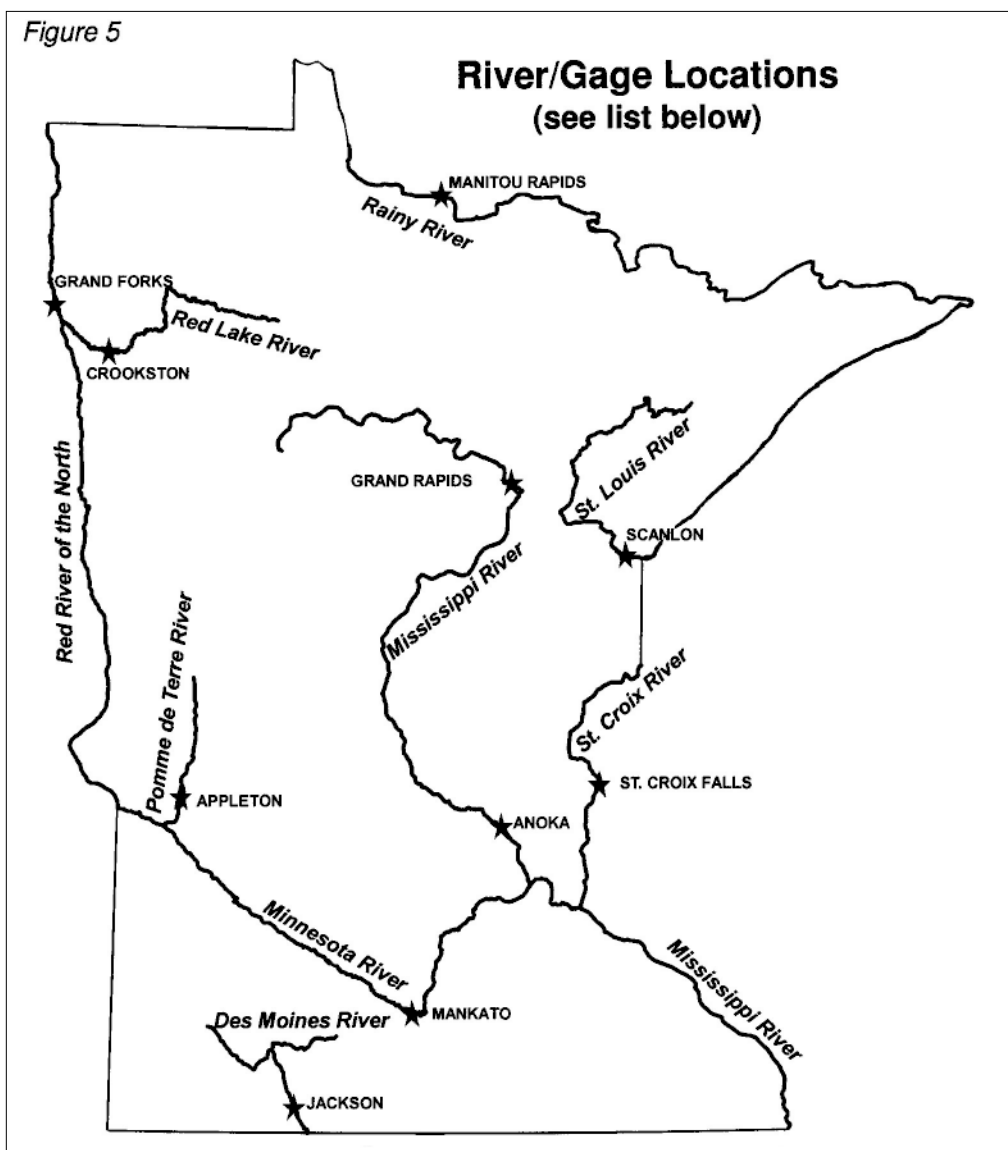 Figure 5
River/Gage Locations
(see list below)
MANITOU RAPIDS
Rainy River
GRAND FORKS
Red Lake River
CROOKSTON
GRAND RAPIDS
St. Louis River
SCANLON
Red River of the North
Mississippi River
Pomme de Terre River
St. Croix River
APPLETON
ST. CROIX FALLS
ANOKA
Minnesota River
Mississippi River
MANKATO
Des Moines River
JACKSON